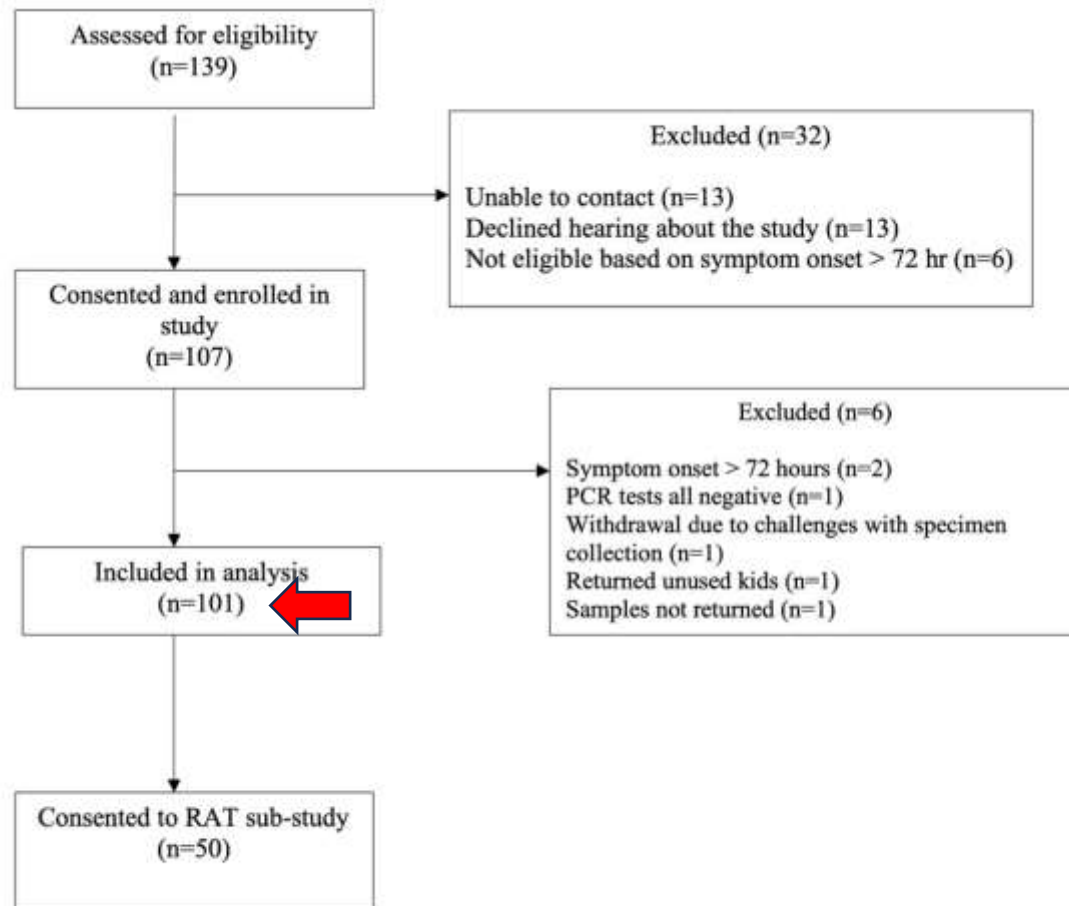 Assessed for eligibility
(n=139)
Excluded (n=32)
Unable to contact (n=13)
Declined hearing about the study (n=13)
Not eligible based on symptom onset > 72 hr (n=6)
Consented and enrolled in
study
(n=107)
Excluded (n=6)
Symptom onset > 72 hours (n=2)
PCR tests all negative (n=1)
Withdrawal due to challenges with specimen
collection (n=1)
Returned unused kids (n=1)
Samples not returned (n=1)
Included in analysis
(n=101)
Consented to RAT sub-study
(n=50)